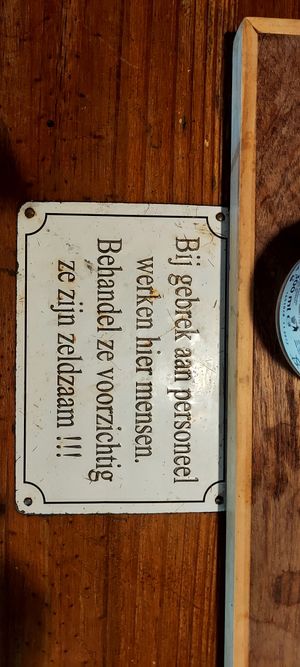 Bij gebrek aan personeel
werken hier mensen.
Behandel ze voorzichtig
ze zijn zeldzaam !!!